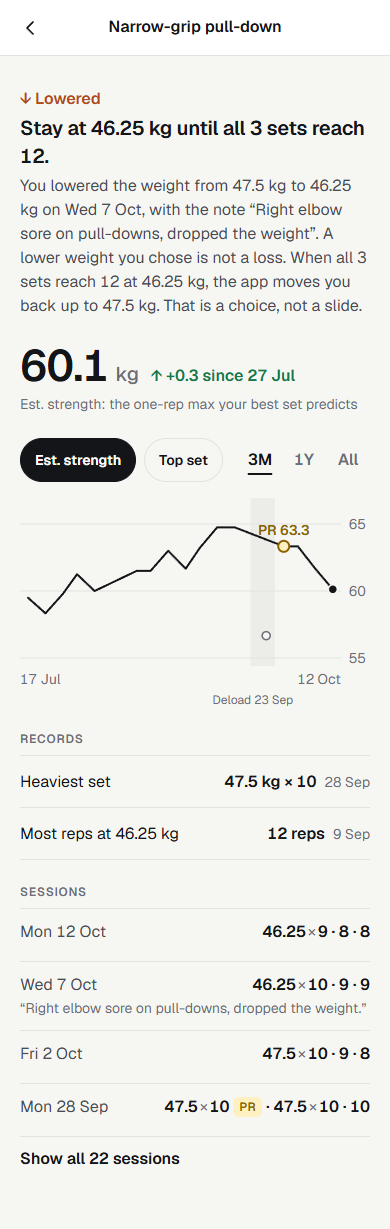 Narrow-grip pull-down
↓ Lowered
Stay at 46.25 kg until all 3 sets reach
12.
You lowered the weight from 47.5 kg to 46.25
kg on Wed 7 Oct, with the note “Right elbow
sore on pull-downs, dropped the weight”. A
lower weight you chose is not a loss. When all 3
sets reach 12 at 46.25 kg, the app moves you
back up to 47.5 kg. That is a choice, not a slide.
60.1 kg ↑ +0.3 since 27 Jul
Est. strength: the one-rep max your best set predicts
Est. strength Top set 3M 1Y All
65
PR 63.3
60
55
17 Jul 12 Oct
Deload 23 Sep
RECORDS
Heaviest set 47.5 kg × 10 28 Sep
Most reps at 46.25 kg 12 reps 9 Sep
SESSIONS
Mon 12 Oct 46.25×9 · 8 · 8
Wed 7 Oct 46.25×10 · 9 · 9
“Right elbow sore on pull-downs, dropped the weight.”
Fri 2 Oct 47.5×10 · 9 · 8
Mon 28 Sep 47.5×10 PR · 47.5×10 · 10
Show all 22 sessions